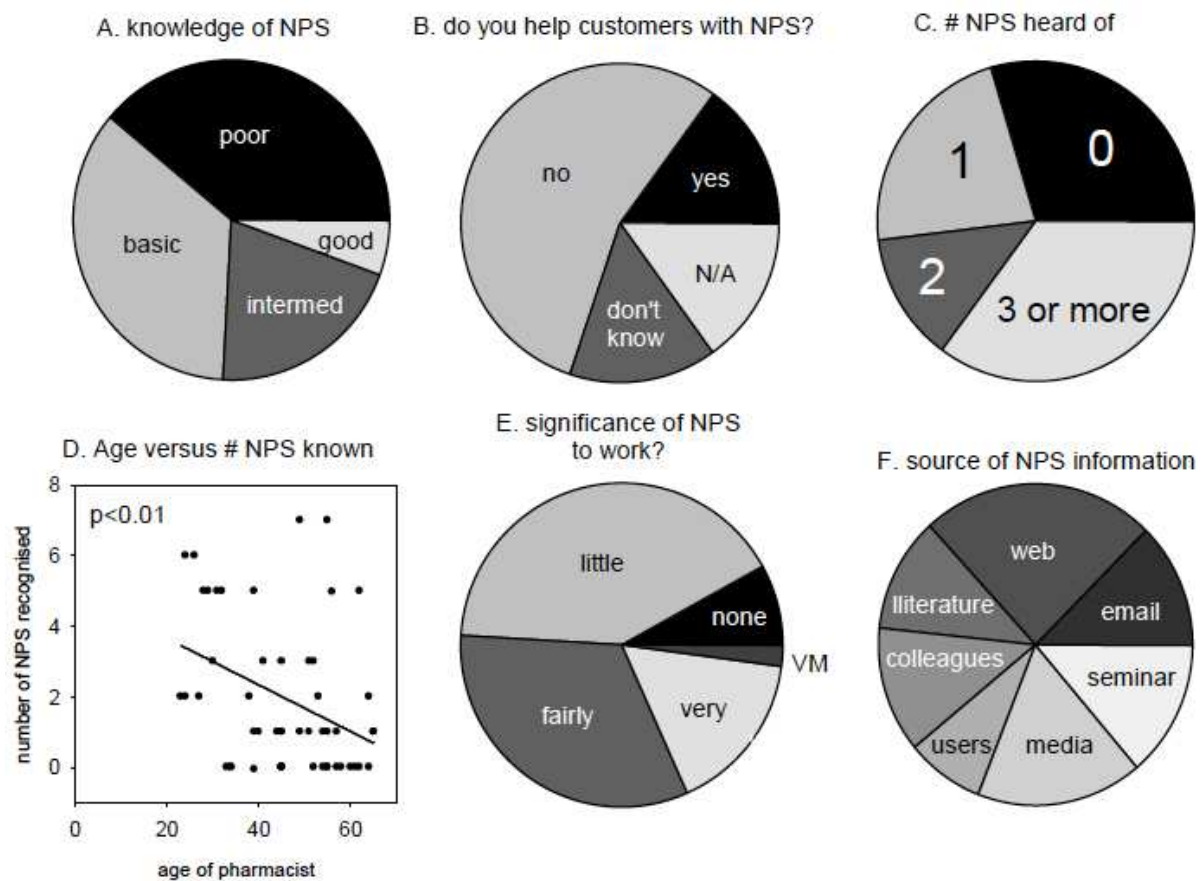 A. knowledge of NPS
poor
basic
good
intermed
B. do you help customers with NPS?
no
yes
N/A
don't
know
C. # NPS heard of
1
0
2
3 or more
D. Age versus # NPS known
p<0.01
number of NPS recognised
8
6
4
2
0
0
20
40
60
age of pharmacist
E. significance of NPS
to work?
little
none
VM
fairly
very
F. source of NPS information
web
email
lliterature
colleagues
seminar
users
media